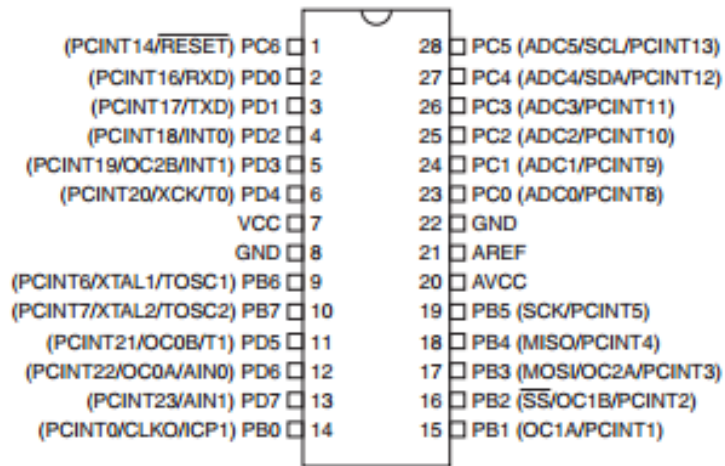 (PCINT14/RESET) PC6 1 28 PC5 (ADC5/SCL/PCINT13)
(PCINT16/RXD) PD0 2 27 PC4 (ADC4/SDA/PCINT12)
(PCINT17/TXD) PD1 3 26 PC3 (ADC3/PCINT11)
(PCINT18/INT0) PD2 4 25 PC2 (ADC2/PCINT10)
(PCINT19/OC2B/INT1) PD3 5 24 PC1 (ADC1/PCINT9)
(PCINT20/XCK/T0) PD4 6 23 PC0 (ADC0/PCINT8)
VCC 7 22 GND
GND 8 21 AREF
(PCINT6/XTAL1/TOSC1) PB6 9 20 AVCC
(PCINT7/XTAL2/TOSC2) PB7 10 19 PB5 (SCK/PCINT5)
(PCINT21/OC0B/T1) PD5 11 18 PB4 (MISO/PCINT4)
(PCINT22/OC0A/AIN0) PD6 12 17 PB3 (MOSI/OC2A/PCINT3)
(PCINT23/AIN1) PD7 13 16 PB2 (SS/OC1B/PCINT2)
(PCINT0/CLKO/ICP1) PB0 14 15 PB1 (OC1A/PCINT1)